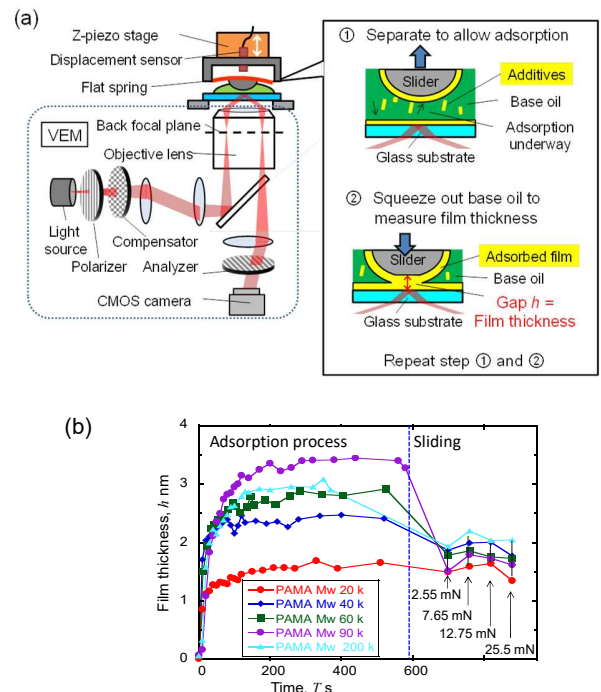 (a)
Z-piezo stage
Displacement sensor
Flat spring
VEM
Back focal plane
Objective lens
Light
source
Polarizer
Compensator
Analyzer
CMOS camera
① Separate to allow adsorption
Slider
Additives
Base oil
Adsorption
underway
Glass substrate
② Squeeze out base oil to
measure film thickness
Slider
Adsorbed film
Base oil
Gap h =
Film thickness
Glass substrate
Repeat step ① and ②
(b)
Adsorption process
Sliding
Film thickness, h nm
4
3
2
1
0
PAMA Mw 20 k
PAMA Mw 40 k
PAMA Mw 60 k
PAMA Mw 90 k
PAMA Mw 200 k
2.55 mN
7.65 mN
12.75 mN
25.5 mN
0
200
400
600
800
Time, T s